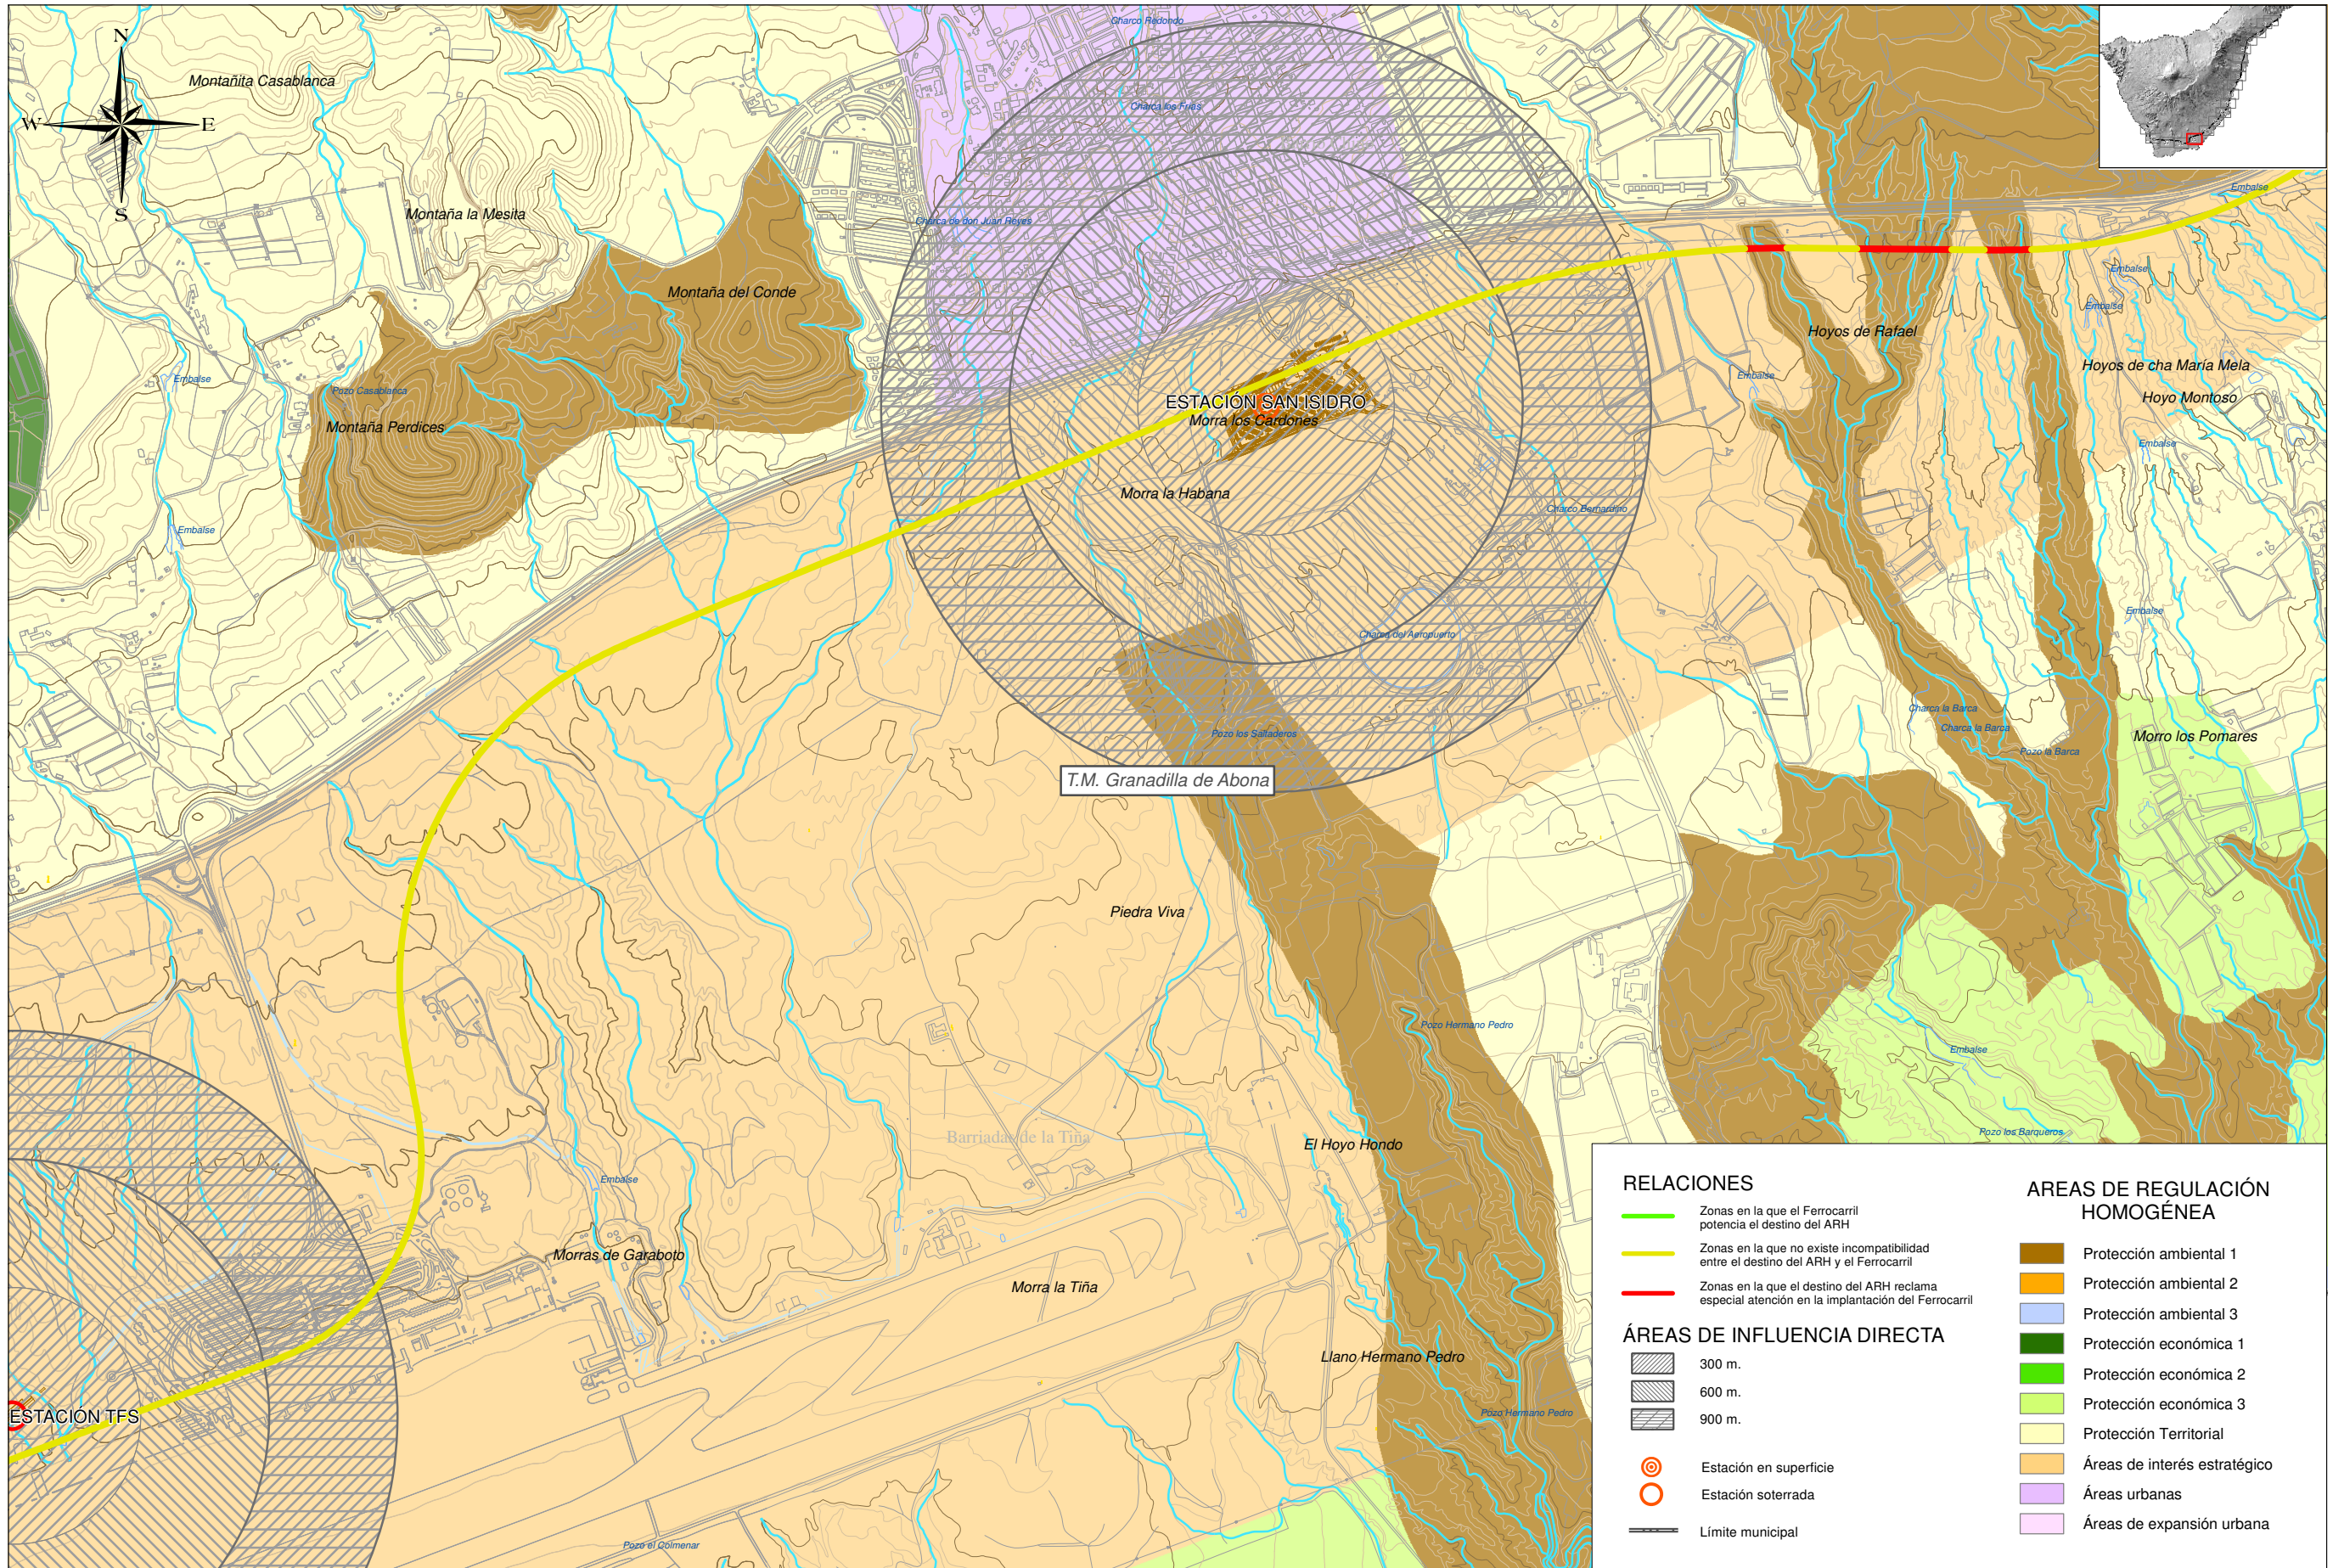 Charco Redondo
N
Montañita Casablanca
Charca los Frías
W
E
Embalse
S
Montaña la Mesita
Charca de don Juan Reyes
Embalse
Montaña del Conde
Embalse
Hoyos de Rafael
Hoyos de cha María Mela
Embalse
Embalse
Pozo Casablanca
Hoyo Montoso
ESTACIÓN SAN ISIDRO
Morra los Cardones
Montaña Perdices
Embalse
Morra la Habana
Charco Bernardino
Embalse
Embalse
Charca del Aeropuerto
Charca la Barca
Charca la Barca
Pozo los Saltaderos
Morro los Pomares
Pozo la Barca
T.M. Granadilla de Abona
Piedra Viva
Pozo Hermano Pedro
Embalse
Barriadas de la Tiña
El Hoyo Hondo
Pozo los Barqueros
Embalse
Morras de Garaboto
Morra la Tiña
Llano Hermano Pedro
ESTACIÓN TFS
Pozo Hermano Pedro
Pozo el Colmenar
RELACIONES
Zonas en la que el Ferrocarril
potencia el destino del ARH
Zonas en la que no existe incompatibilidad
entre el destino del ARH y el Ferrocarril
Zonas en la que el destino del ARH reclama
especial atención en la implantación del Ferrocarril
ÁREAS DE INFLUENCIA DIRECTA
300 m.
600 m.
900 m.
Estación en superficie
Estación soterrada
Límite municipal
AREAS DE REGULACIÓN
HOMOGÉNEA
Protección ambiental 1
Protección ambiental 2
Protección ambiental 3
Protección económica 1
Protección económica 2
Protección económica 3
Protección Territorial
Áreas de interés estratégico
Áreas urbanas
Áreas de expansión urbana